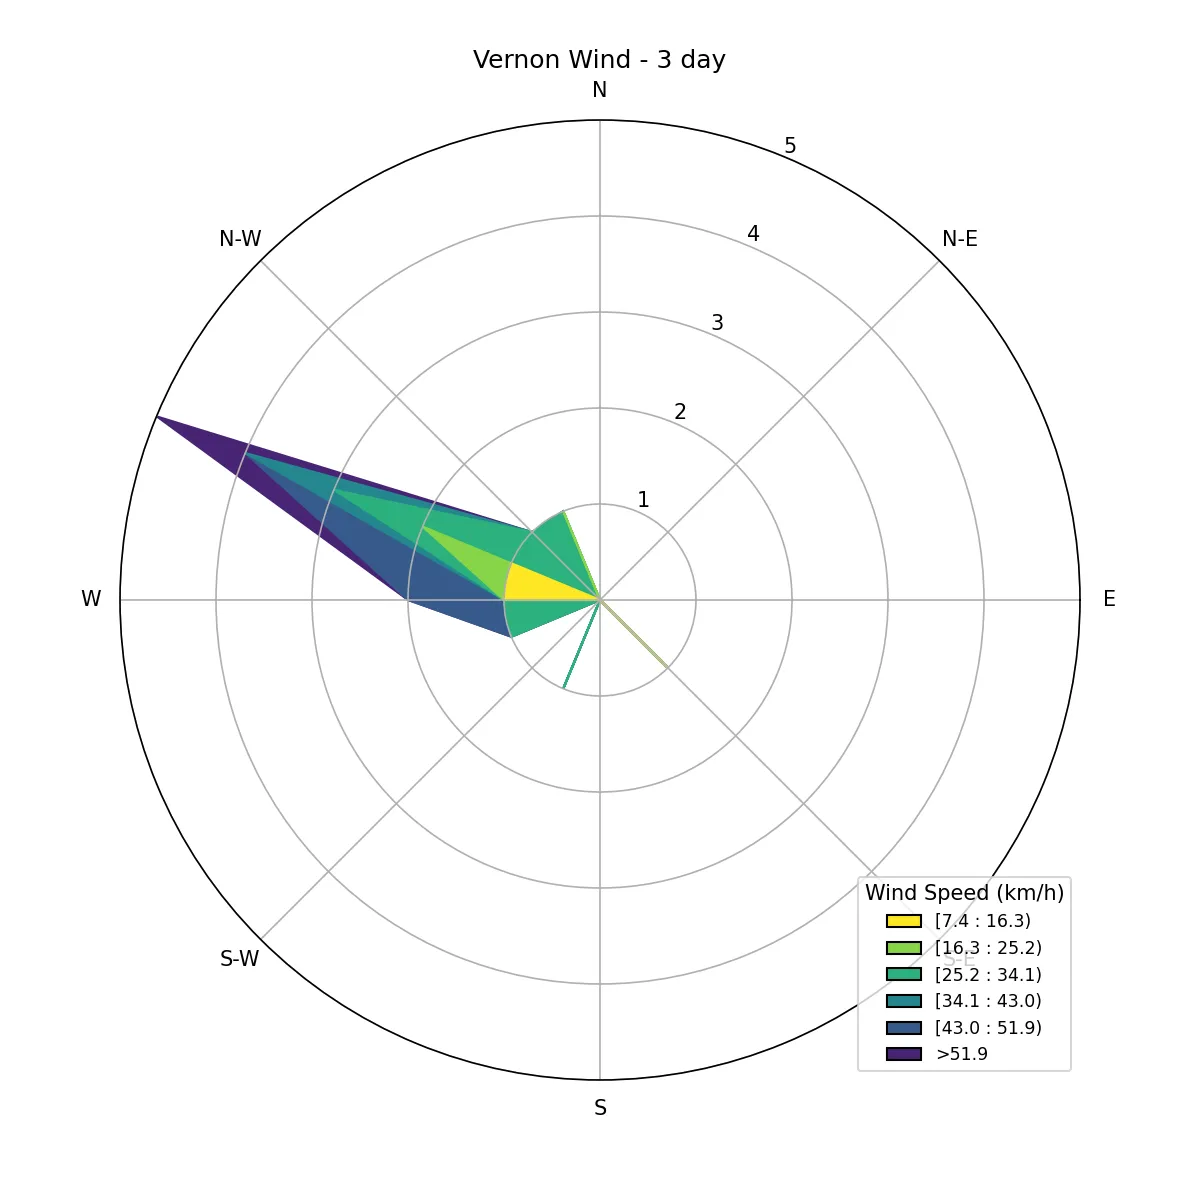 Vernon Wind - 3 day
N
5
N-W
4
N-E
3
2
1
W
E
Wind Speed (km/h)
[7.4 : 16.3)
[16.3 : 25.2)
S-W
S-E
[25.2 : 34.1)
[34.1 : 43.0)
[43.0 : 51.9)
>51.9
S